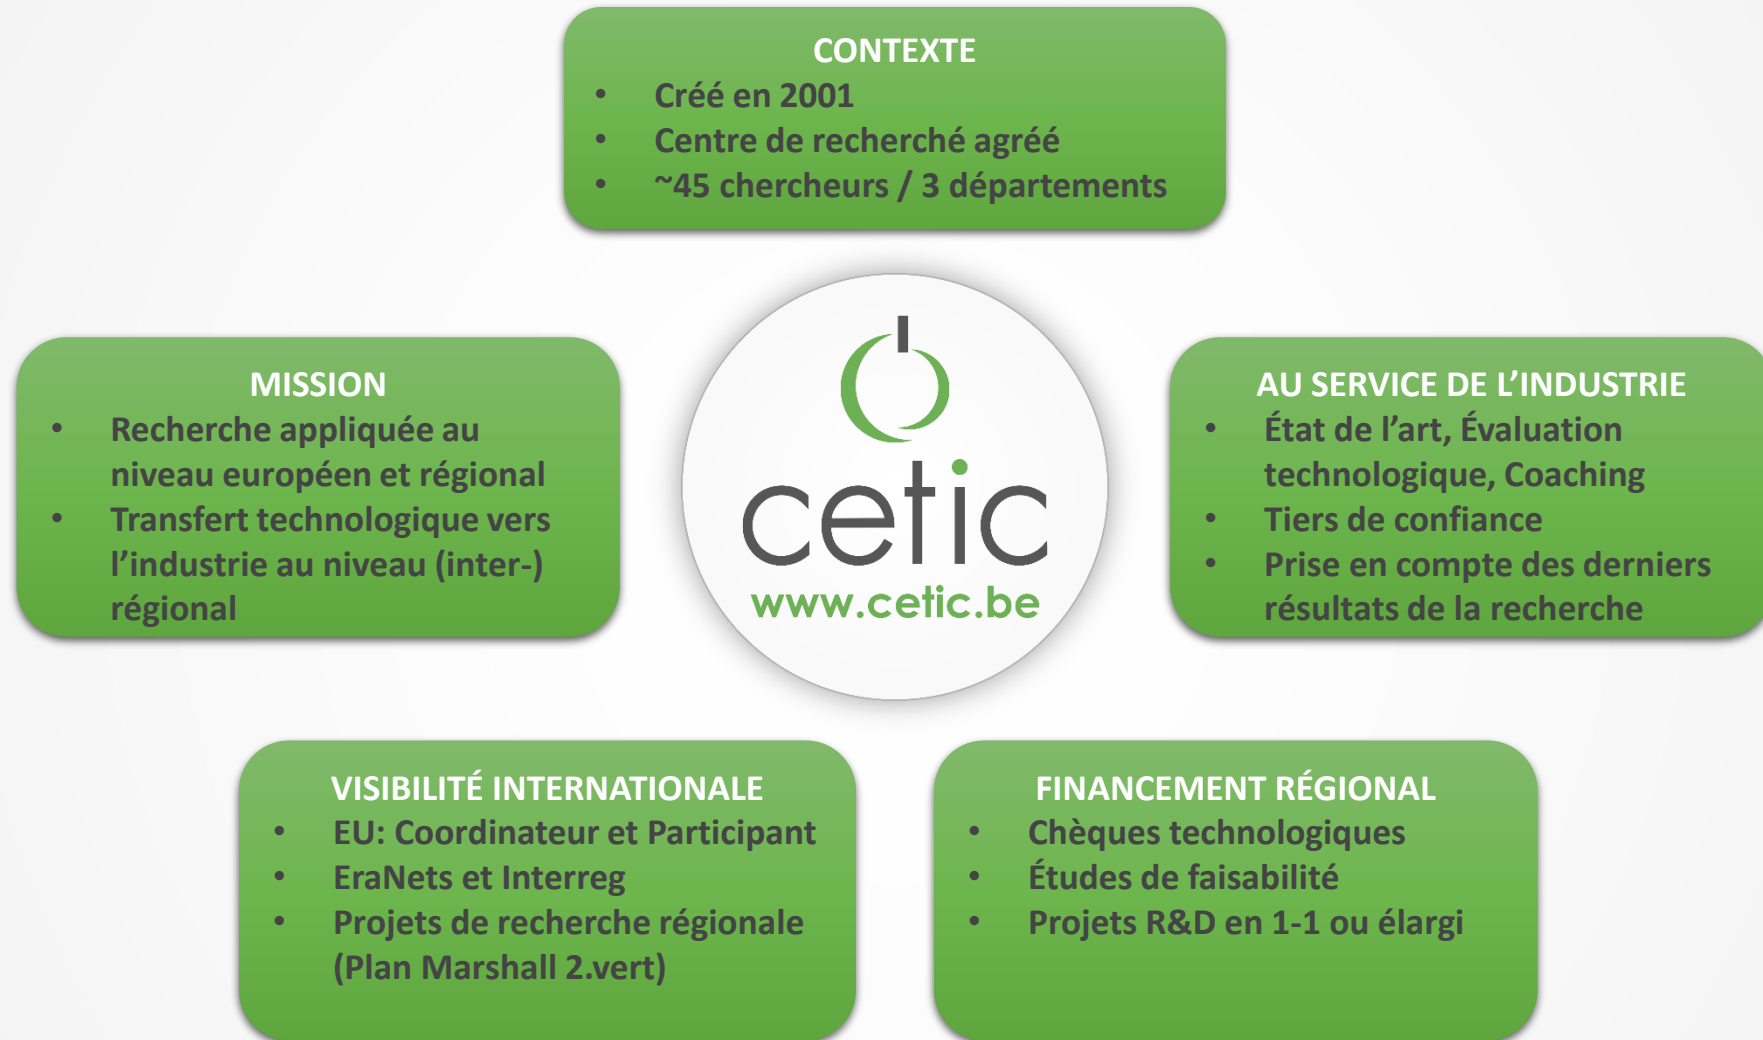 CONTEXTE
• Créé en 2001
• Centre de recherché agréé
• ~45 chercheurs / 3 départements
MISSION
• Recherche appliquée au
niveau européen et régional
• Transfert technologique vers
l’industrie au niveau (inter-)
régional
cetic
www.cetic.be
AU SERVICE DE L’INDUSTRIE
• État de l’art, Évaluation
technologique, Coaching
• Tiers de confiance
• Prise en compte des derniers
résultats de la recherche
VISIBILITÉ INTERNATIONALE
• EU: Coordinateur et Participant
• EraNets et Interreg
• Projets de recherche régionale
(Plan Marshall 2.vert)
FINANCEMENT RÉGIONAL
• Chèques technologiques
• Études de faisabilité
• Projets R&D en 1-1 ou élargi